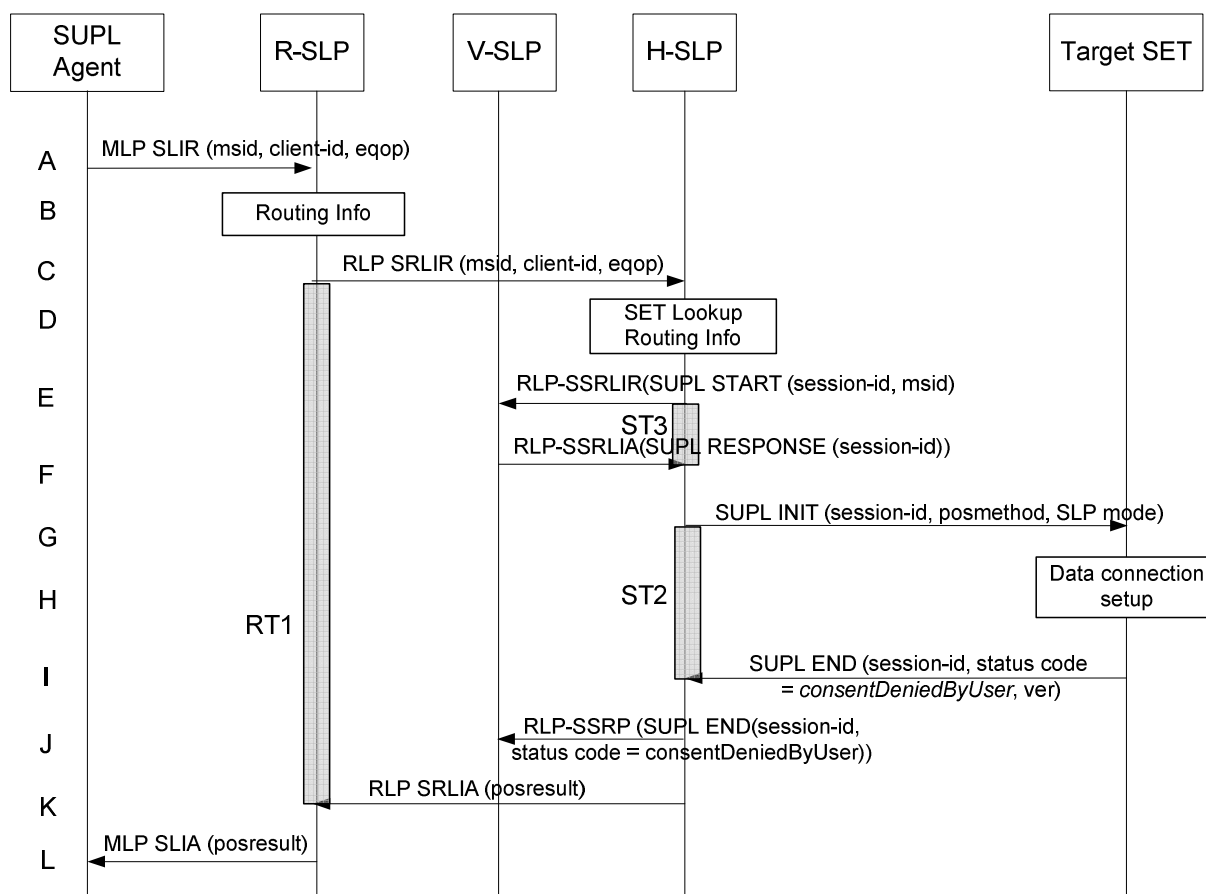 SUPL
Agent
R-SLP
V-SLP
H-SLP
Target SET
A
MLP SLIR (msid, client-id, eqop)
B
Routing Info
C
RLP SRLIR (msid, client-id, eqop)
D
SET Lookup
Routing Info
E
RLP-SSRLIR(SUPL START (session-id, msid)
ST3
RLP-SSRLIA(SUPL RESPONSE (session-id))
F
SUPL INIT (session-id, posmethod, SLP mode)
G
Data connection
setup
H
ST2
RT1
I
SUPL END (session-id, status code
= consentDeniedByUser, ver)
J
RLP-SSRP (SUPL END(session-id,
status code = consentDeniedByUser))
K
RLP SRLIA (posresult)
L
MLP SLIA (posresult)